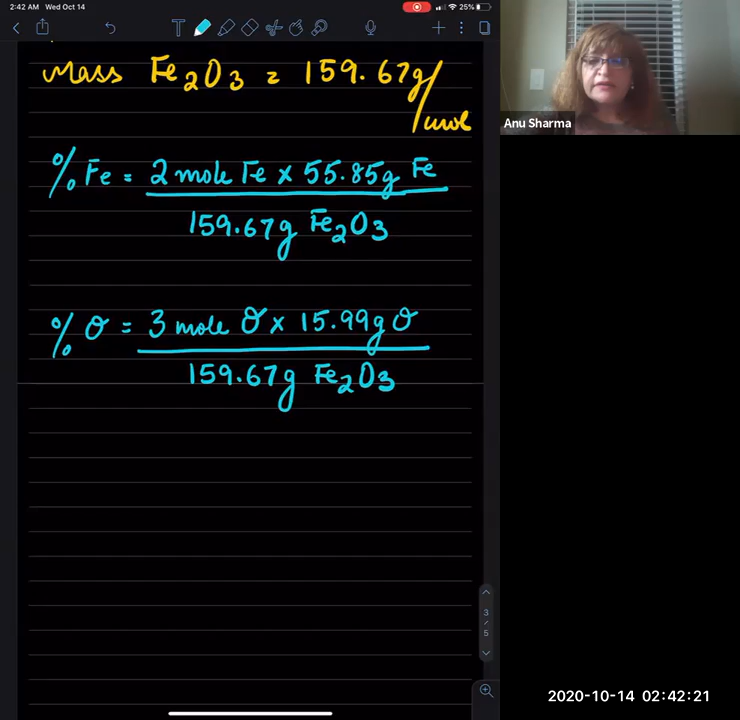 2:42 AM Wed Oct 14
25%
Mass Fe2O3 = 159.67g/mol
Anu Sharma
% Fe = 2 mole Fe x 55.85g Fe
159.67g Fe2O3
% O = 3 mole O x 15.99g O
159.67g Fe2O3
3
/
5
2020-10-14 02:42:21